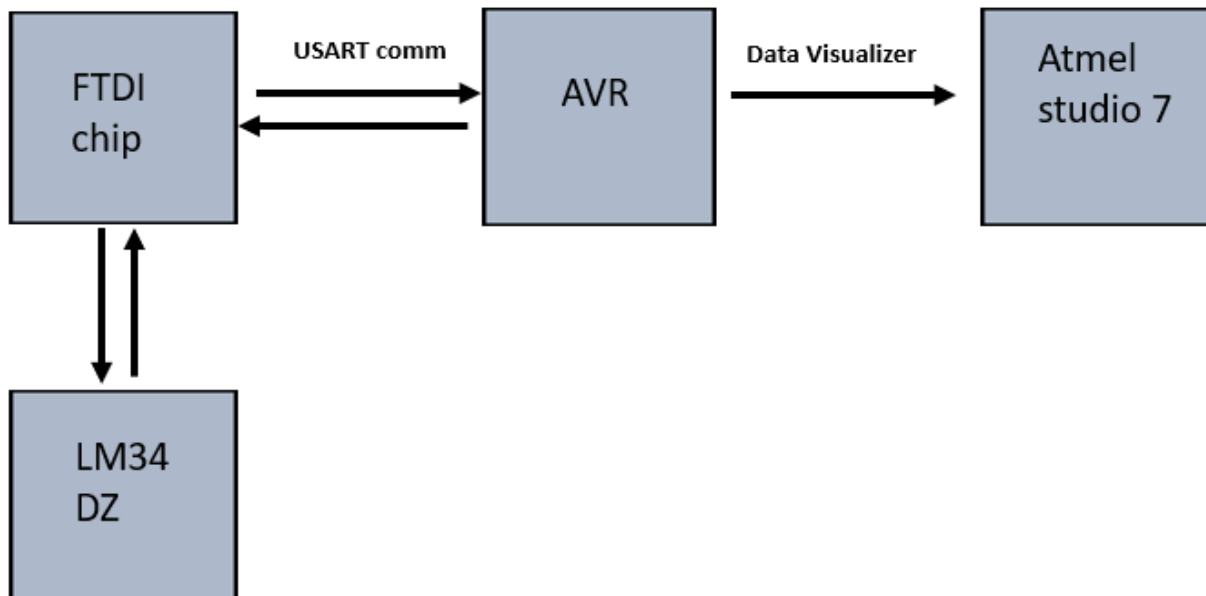 FTDI
chip
USART comm
AVR
Data Visualizer
Atmel
studio 7
LM34
DZ